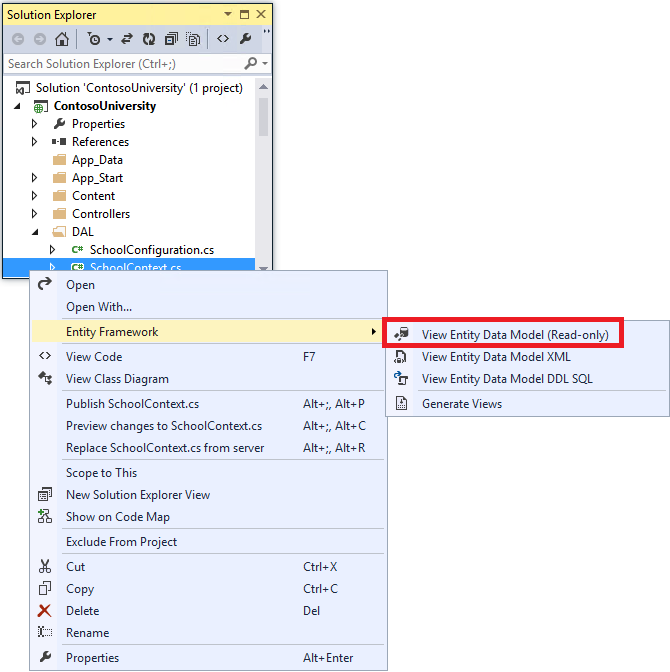 Solution Explorer
Search Solution Explorer (Ctrl+;)
Solution 'ContosoUniversity' (1 project)
ContosoUniversity
Properties
References
App_Data
App_Start
Content
Controllers
DAL
C# SchoolConfiguration.cs
C# SchoolContext.cs
Open
Open With...
Entity Framework
View Code F7
View Class Diagram
Publish SchoolContext.cs Alt+;, Alt+P
Preview changes to SchoolContext.cs Alt+;, Alt+C
Replace SchoolContext.cs from server Alt+;, Alt+R
Scope to This
New Solution Explorer View
Show on Code Map
Exclude From Project
Cut Ctrl+X
Copy Ctrl+C
Delete Del
Rename
Properties Alt+Enter
View Entity Data Model (Read-only)
View Entity Data Model XML
View Entity Data Model DDL SQL
Generate Views